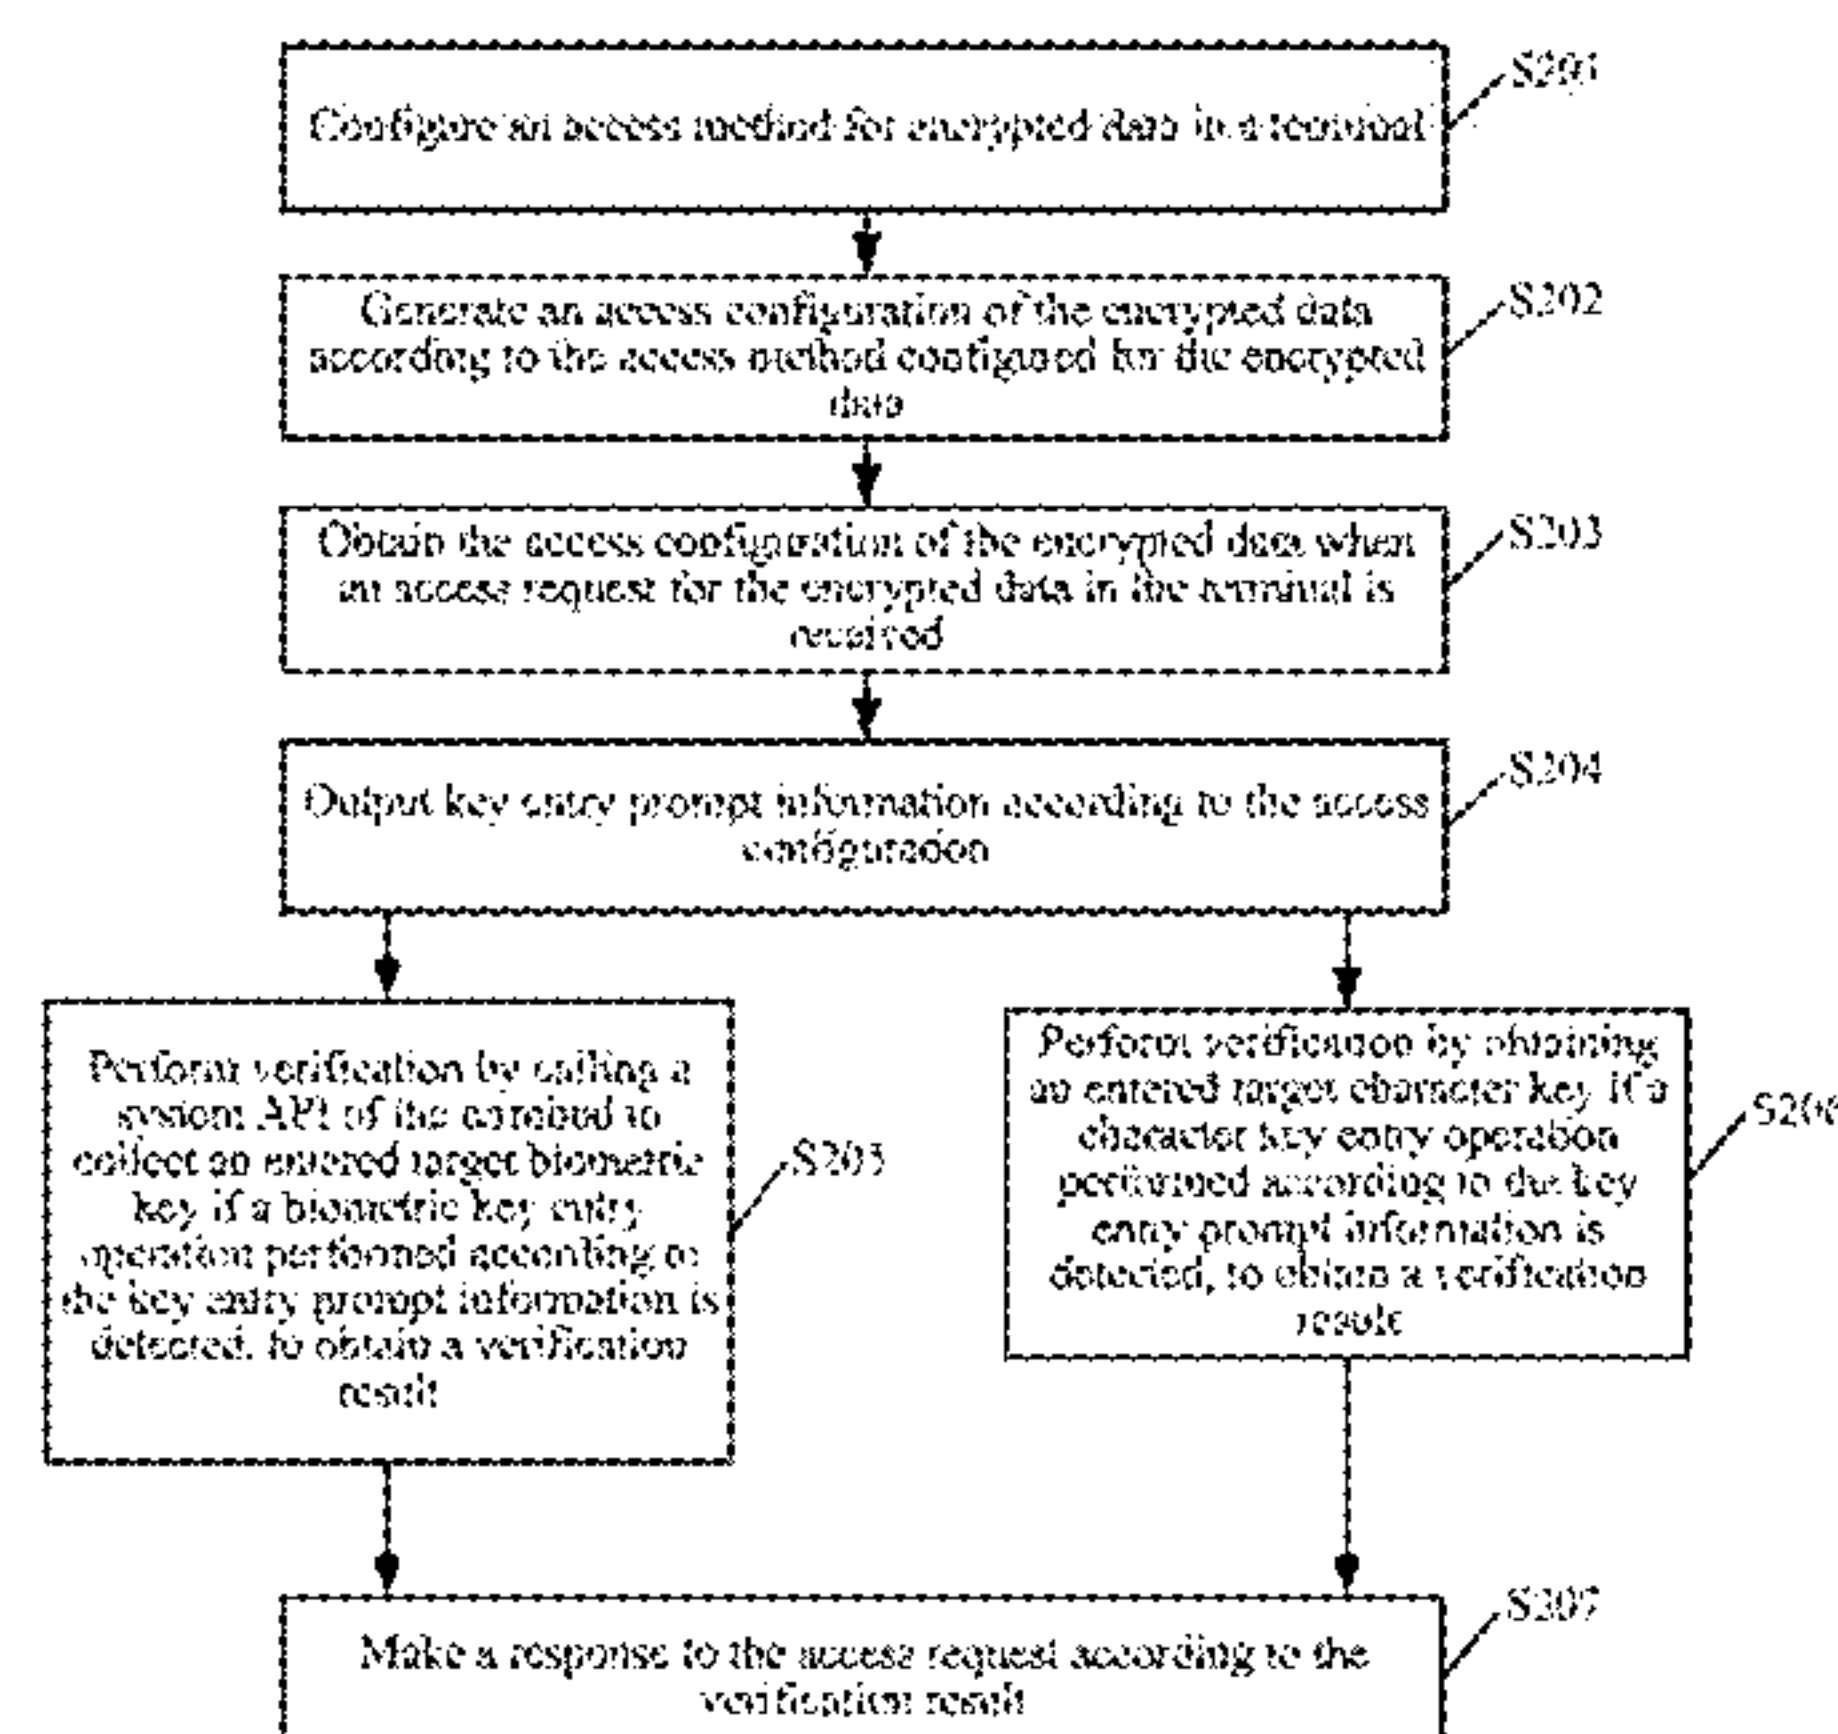 S201
Configure an access method for encrypted data in a terminal
S202
Generate an access configuration of the encrypted data
according to the access method configured for the encrypted
data
S203
Obtain the access configuration of the encrypted data when
an access request for the encrypted data in the terminal is
received
S204
Output key entry prompt information according to the access
configuration
Perform verification by calling a
system API of the terminal to
collect an entered target biometric
key if a biometric key entry
operation performed according to
the key entry prompt information is
detected, to obtain a verification
result
S205
Perform verification by obtaining
an entered target character key if a
character key entry operation
performed according to the key
entry prompt information is
detected, to obtain a verification
result
S206
S207
Make a response to the access request according to the
verification result